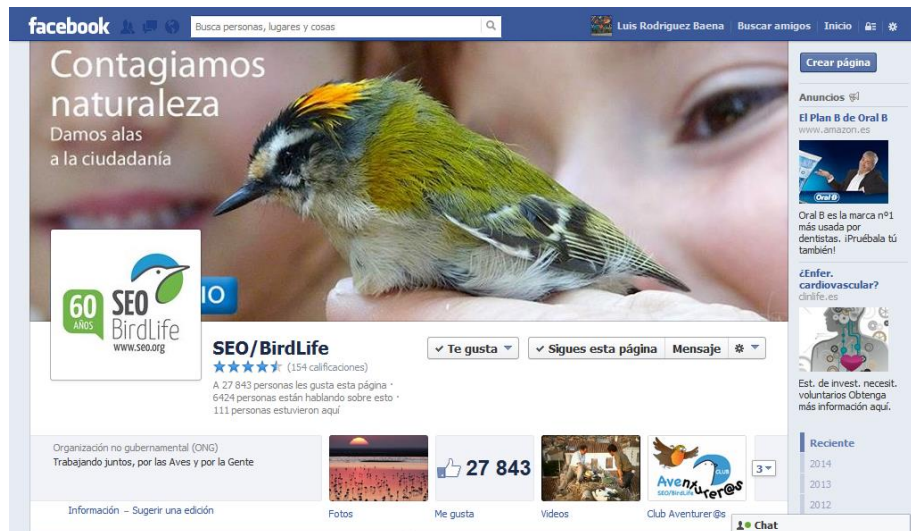 facebook
Busca personas, lugares y cosas
Luis Rodriguez Baena
Buscar amigos
Inicio
Contagiamos
naturaleza
Damos alas
a la ciudadanía
60
AÑOS
SEO
BirdLife
www.seo.org
IO
SEO/BirdLife
(154 calificaciones)
A 27 843 personas les gusta esta página ·
6424 personas están hablando sobre esto ·
111 personas estuvieron aquí
✓ Te gusta
✓ Sigues esta página
Mensaje
Organización no gubernamental (ONG)
Trabajando juntos, por las Aves y por la Gente
Información – Sugerir una edición
Fotos
27 843
Me gusta
Videos
CLUB
Aventurer@s
SEO/BirdLife
Club Aventurer@s
3
Crear página
Anuncios
El Plan B de Oral B
www.amazon.es
Oral B
Oral B es la marca nº1
más usada por
dentistas. ¡Pruébala tú
también!
¿Enfer.
cardiovascular?
clinlife.es
Est. de invest. necesit.
voluntarios Obtenga
más información aquí.
Reciente
2014
2013
2012
Chat